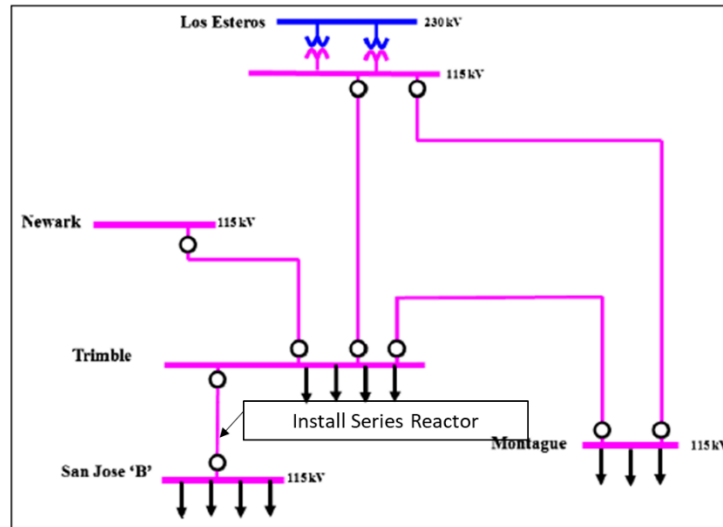 Los Esteros
230 kV
115 kV
Newark
115 kV
Trimble
Install Series Reactor
Montague
115 kV
San Jose 'B'
115 kV